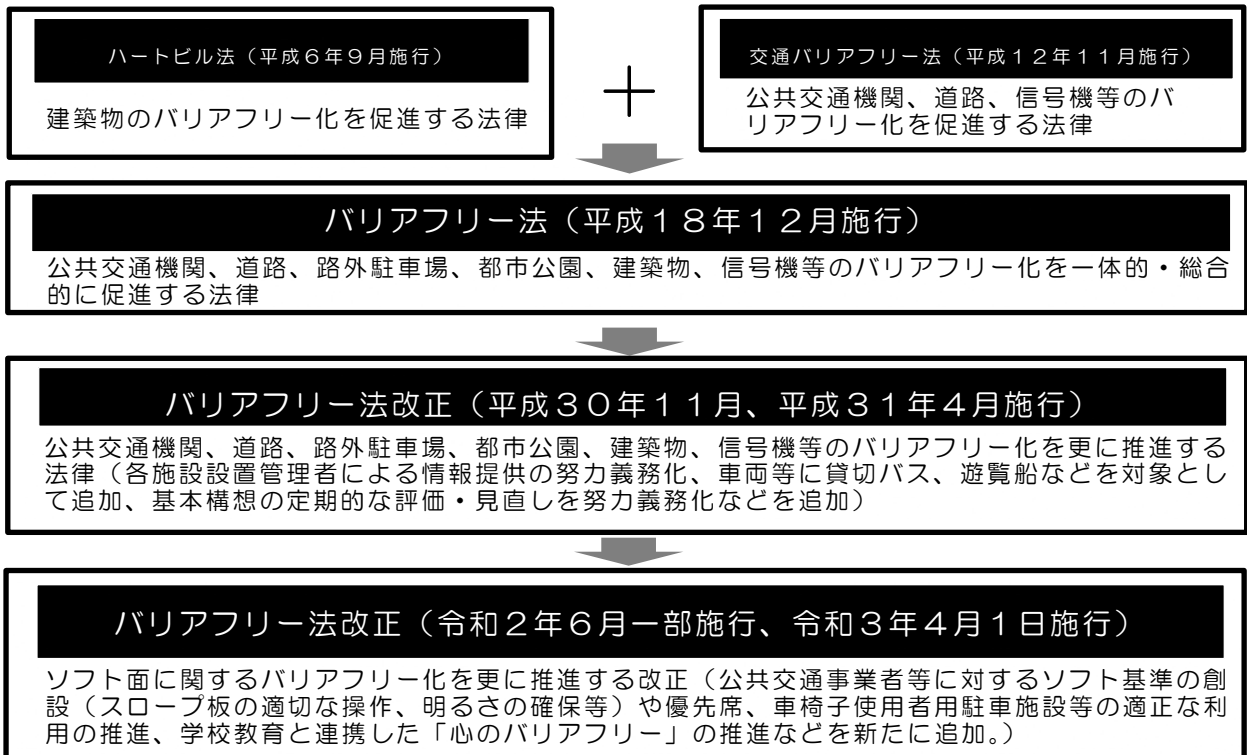 ハートビル法（平成６年９月施行）
建築物のバリアフリー化を促進する法律
＋
交通バリアフリー法（平成１２年１１月施行）
公共交通機関、道路、信号機等のバ
リアフリー化を促進する法律
バリアフリー法（平成１８年１２月施行）
公共交通機関、道路、路外駐車場、都市公園、建築物、信号機等のバリアフリー化を一体的・総合
的に促進する法律
バリアフリー法改正（平成３０年１１月、平成３１年４月施行）
公共交通機関、道路、路外駐車場、都市公園、建築物、信号機等のバリアフリー化を更に推進する
法律（各施設設置管理者による情報提供の努力義務化、車両等に貸切バス、遊覧船などを対象とし
て追加、基本構想の定期的な評価・見直しを努力義務化などを追加）
バリアフリー法改正（令和２年６月一部施行、令和３年４月１日施行）
ソフト面に関するバリアフリー化を更に推進する改正（公共交通事業者等に対するソフト基準の創
設（スロープ板の適切な操作、明るさの確保等）や優先席、車椅子使用者用駐車施設等の適正な利
用の推進、学校教育と連携した「心のバリアフリー」の推進などを新たに追加。）